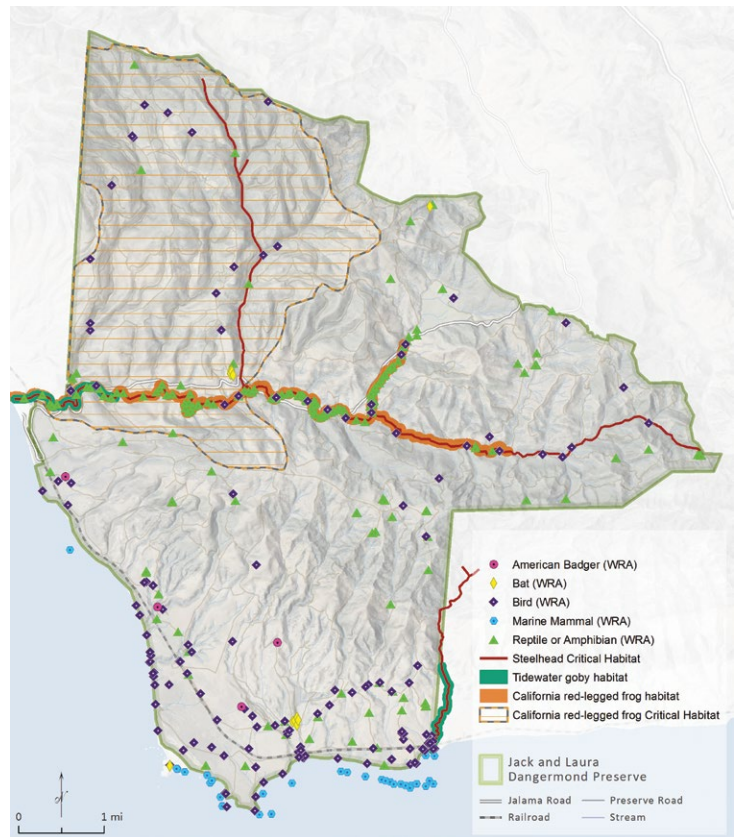 American Badger (WRA)
Bat (WRA)
Bird (WRA)
Marine Mammal (WRA)
Reptile or Amphibian (WRA)
Steelhead Critical Habitat
Tidewater goby habitat
California red-legged frog habitat
California red-legged frog Critical Habitat
Jack and Laura
Dangermond Preserve
Jalama Road
Preserve Road
Railroad
Stream
N
0 1 mi